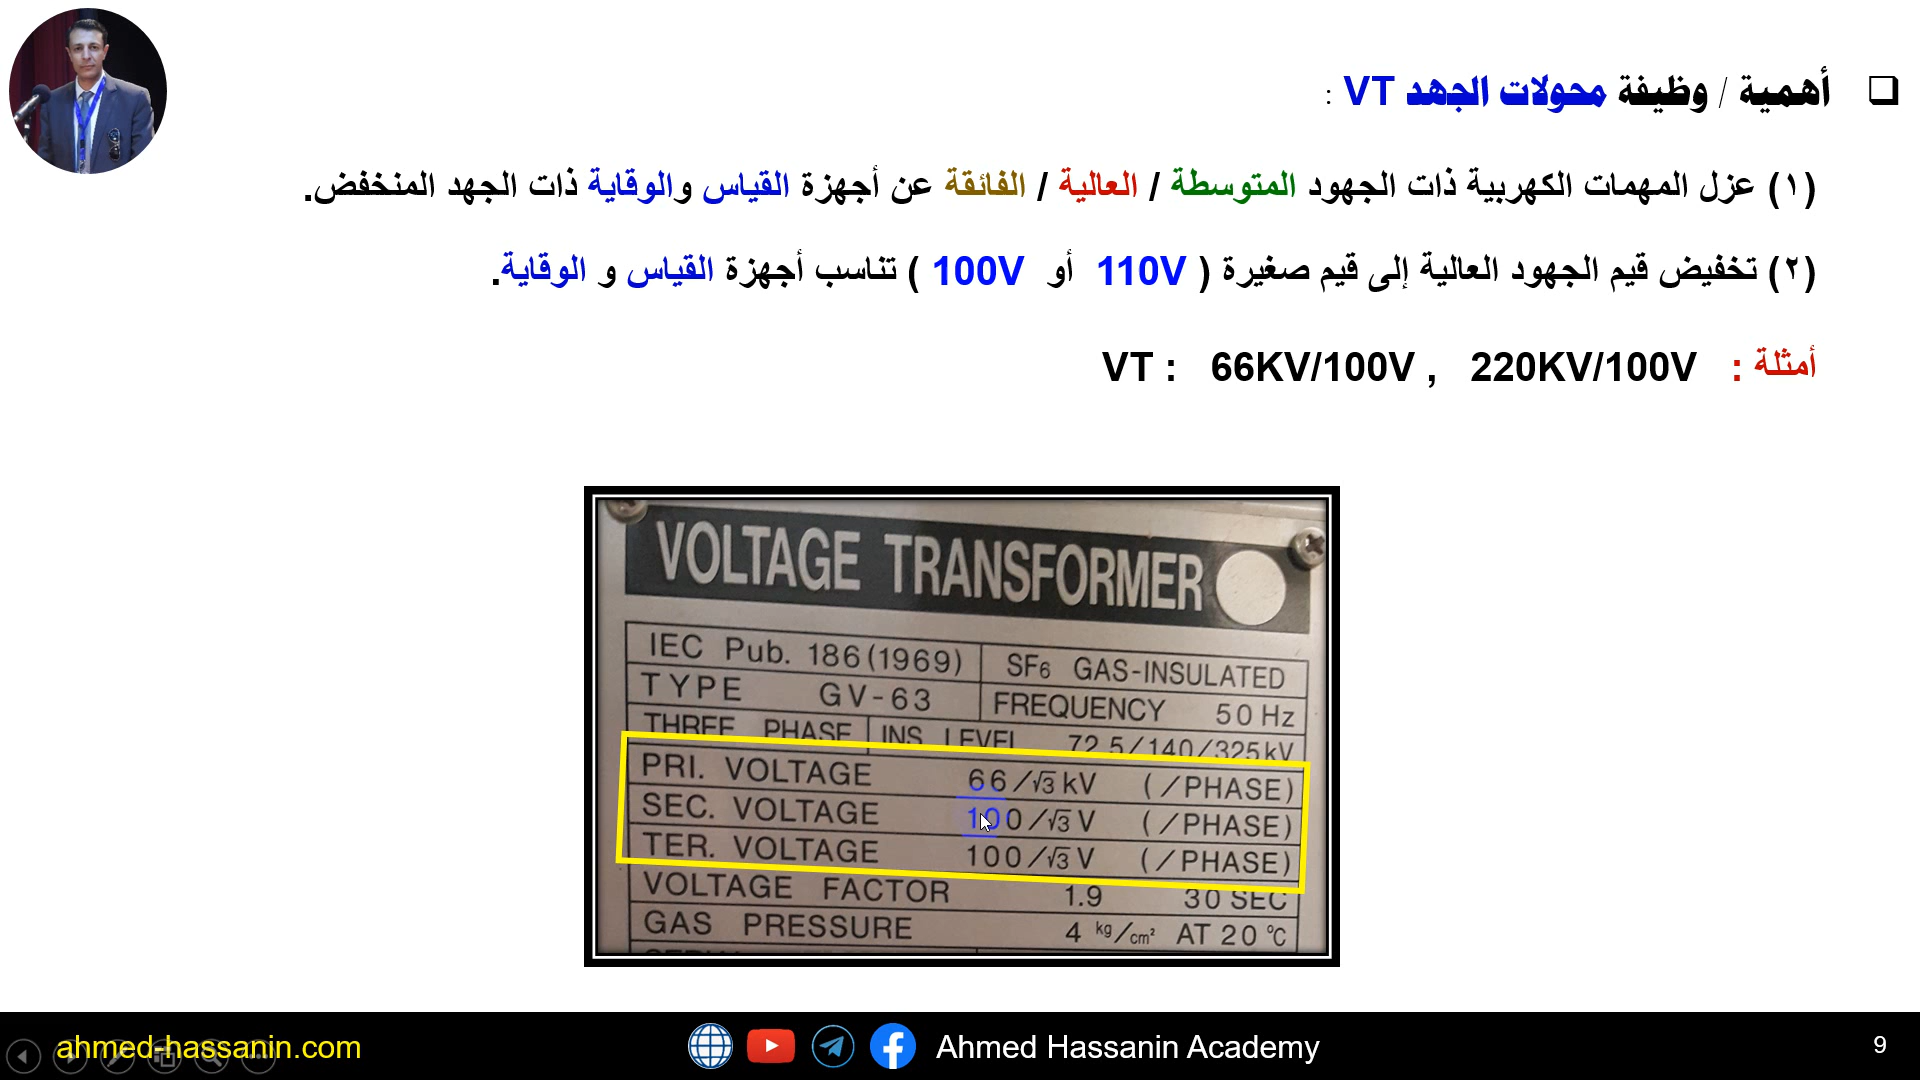 ❑ أهمية / وظيفة محولات الجهد VT :
(١) عزل المهمات الكهربية ذات الجهود المتوسطة / العالية / الفائقة عن أجهزة القياس والوقاية ذات الجهد المنخفض.
(٢) تخفيض قيم الجهود العالية إلى قيم صغيرة ( 110V أو 100V ) تناسب أجهزة القياس و الوقاية.
أمثلة : VT : 66KV/100V , 220KV/100V
VOLTAGE TRANSFORMER
IEC Pub. 186(1969) SF6 GAS-INSULATED
TYPE GV-63 FREQUENCY 50 Hz
THREE PHASE INS LEVEL 72.5/140/325kV
PRI. VOLTAGE 66/√3 kV (/PHASE)
SEC. VOLTAGE 100/√3 V (/PHASE)
TER. VOLTAGE 100/√3 V (/PHASE)
VOLTAGE FACTOR 1.9 30 SEC
GAS PRESSURE 4 kg/cm² AT 20 °C
ahmed-hassanin.com
Ahmed Hassanin Academy
9